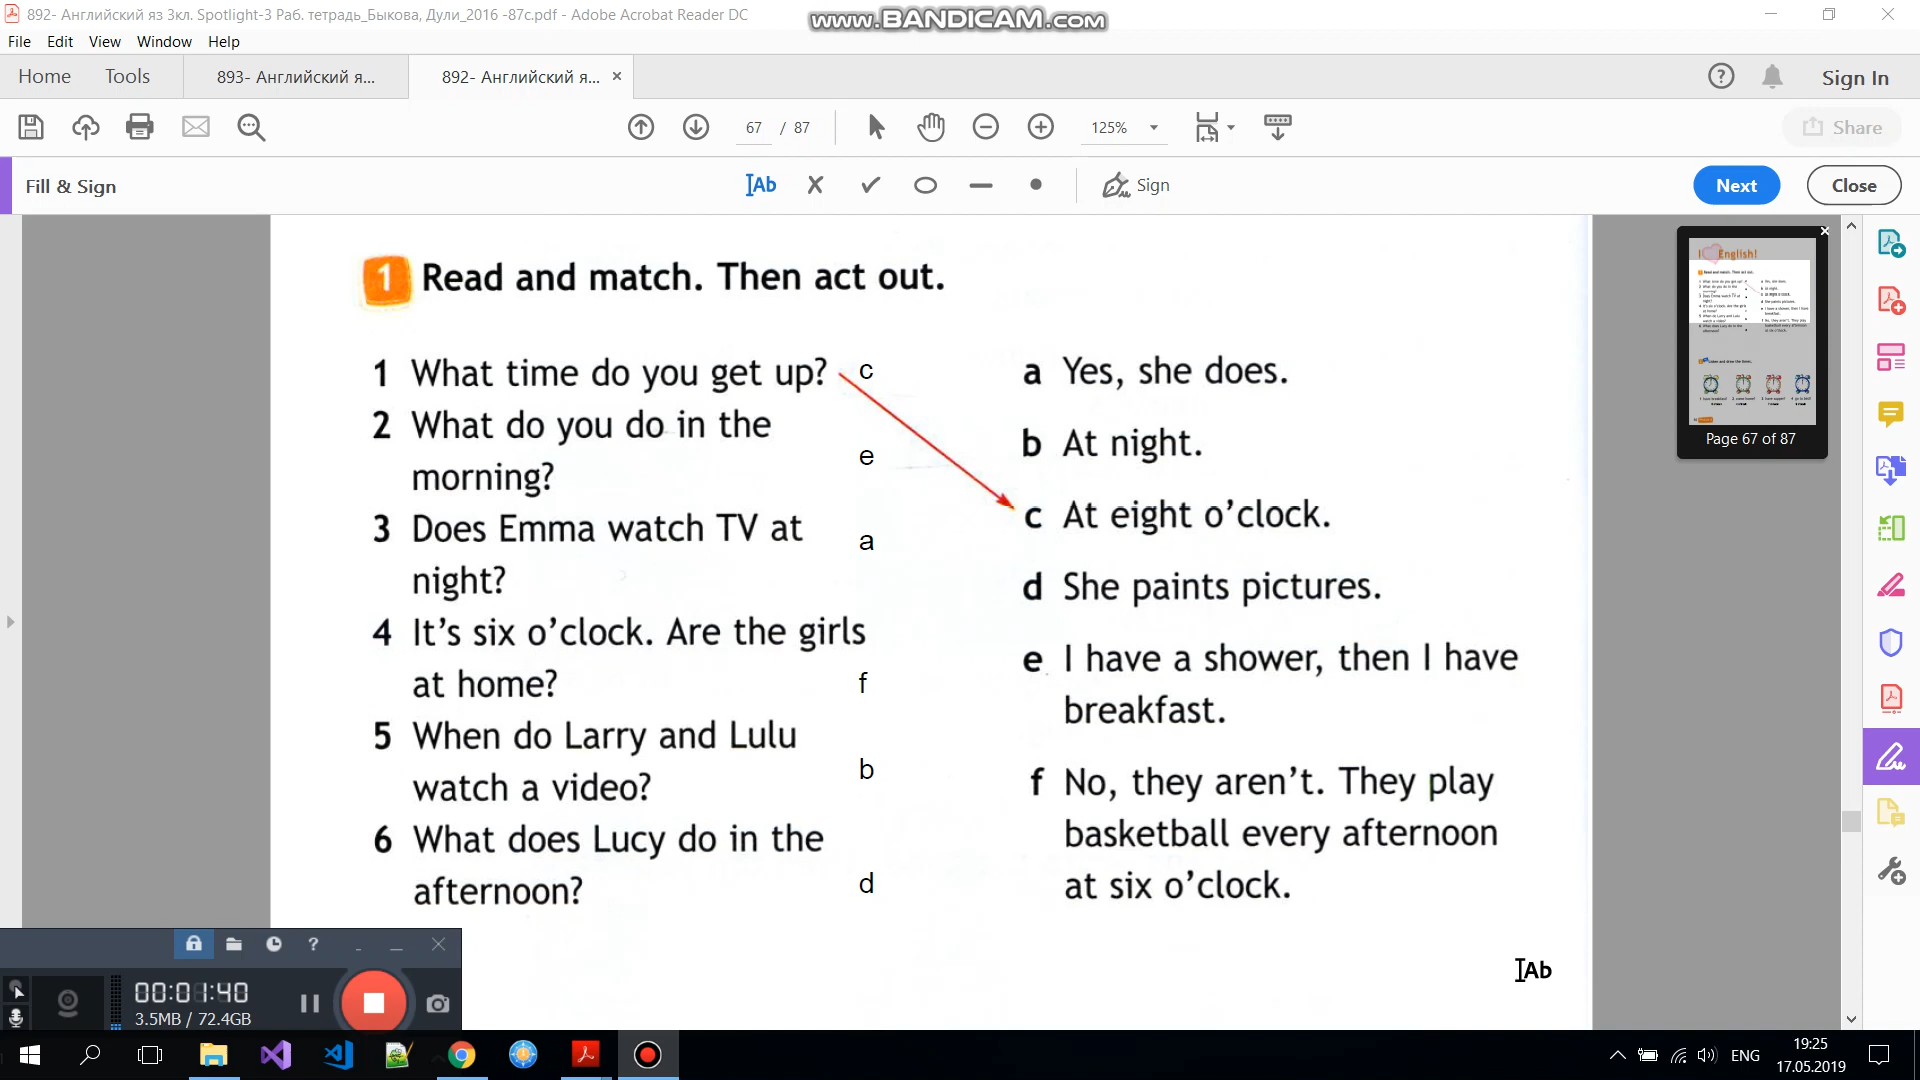 892- Английский яз 3кл. Spotlight-3 Раб. тетрадь_Быкова, Дули_2016 -87с.pdf - Adobe Acrobat Reader DC
www.BANDICAM.com
File Edit View Window Help
Home Tools 893- Английский я... 892- Английский я... × Sign In
67 / 87 125% Share
Fill & Sign Ab Sign Next Close
1 Read and match. Then act out.
1 What time do you get up? c
2 What do you do in the
morning? e
3 Does Emma watch TV at
night? a
4 It's six o'clock. Are the girls
at home? f
5 When do Larry and Lulu
watch a video? b
6 What does Lucy do in the
afternoon? d
a Yes, she does.
b At night.
c At eight o'clock.
d She paints pictures.
e I have a shower, then I have
breakfast.
f No, they aren't. They play
basketball every afternoon
at six o'clock.
Page 67 of 87
Ab
00:01:40
3.5MB / 72.4GB
ENG
19:25
17.05.2019